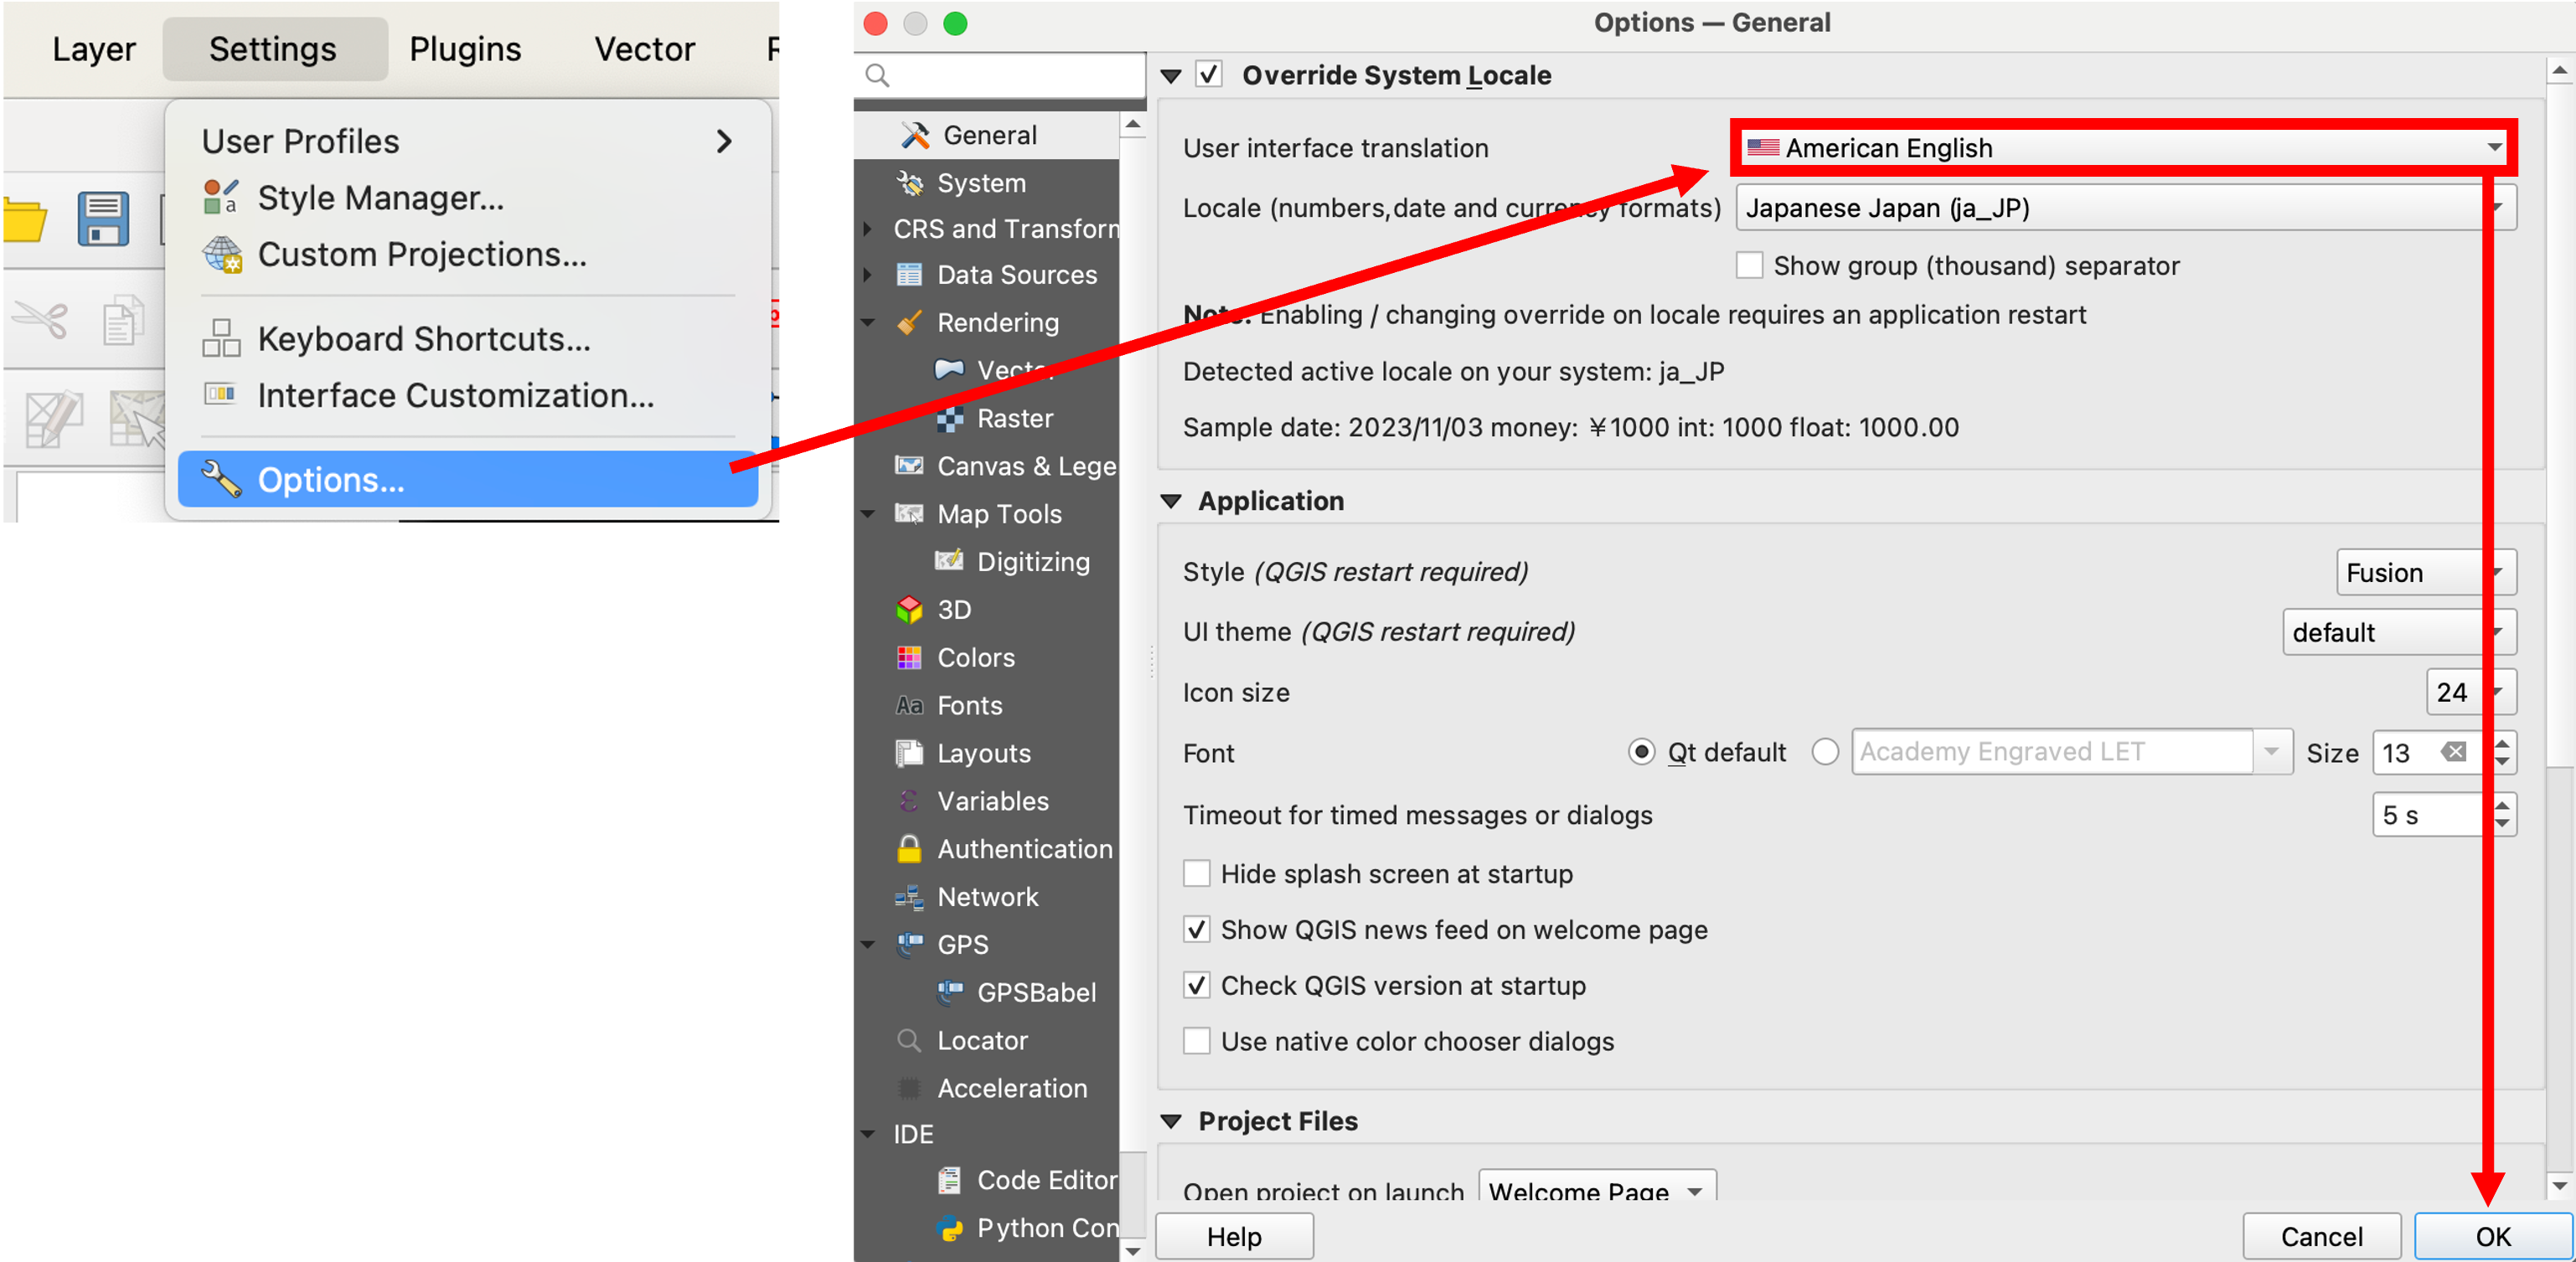 Layer Settings Plugins Vector
User Profiles
Style Manager...
Custom Projections...
Keyboard Shortcuts...
Interface Customization...
Options...
Options — General
General
System
CRS and Transform
Data Sources
Rendering
Vector
Raster
Canvas & Lege
Map Tools
Digitizing
3D
Colors
Fonts
Layouts
Variables
Authentication
Network
GPS
GPSBabel
Locator
Acceleration
IDE
Code Editor
Python Con
Override System Locale
User interface translation American English
Locale (numbers,date and currency formats) Japanese Japan (ja_JP)
Show group (thousand) separator
Note: Enabling / changing override on locale requires an application restart
Detected active locale on your system: ja_JP
Sample date: 2023/11/03 money: ¥1000 int: 1000 float: 1000.00
Application
Style (QGIS restart required) Fusion
UI theme (QGIS restart required) default
Icon size 24
Font Qt default Academy Engraved LET Size 13
Timeout for timed messages or dialogs 5 s
Hide splash screen at startup
Show QGIS news feed on welcome page
Check QGIS version at startup
Use native color chooser dialogs
Project Files
Open project on launch Welcome Page
Help Cancel OK